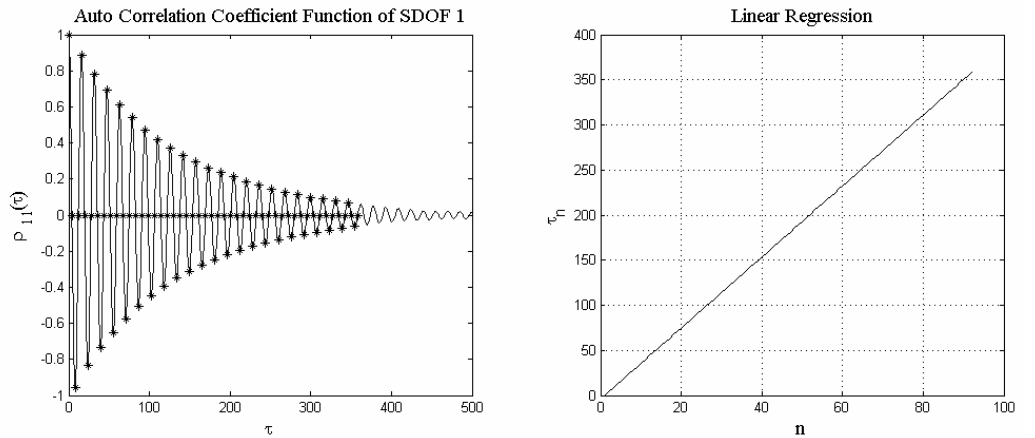 Auto Correlation Coefficient Function of SDOF 1
1
0.8
0.6
0.4
0.2
0
-0.2
-0.4
-0.6
-0.8
-1
ρ 11(τ)
0 100 200 300 400 500
τ
Linear Regression
400
350
300
250
200
150
100
50
0
τn
0 20 40 60 80 100
n